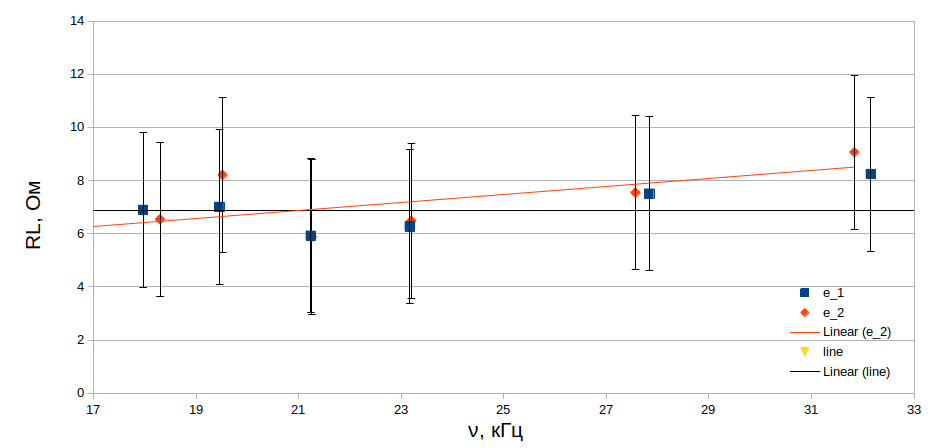 14
12
10
8
6
4
2
0
RL, Ом
17 19 21 23 25 27 29 31 33
ν, кГц
e_1
e_2
Linear (e_2)
line
Linear (line)